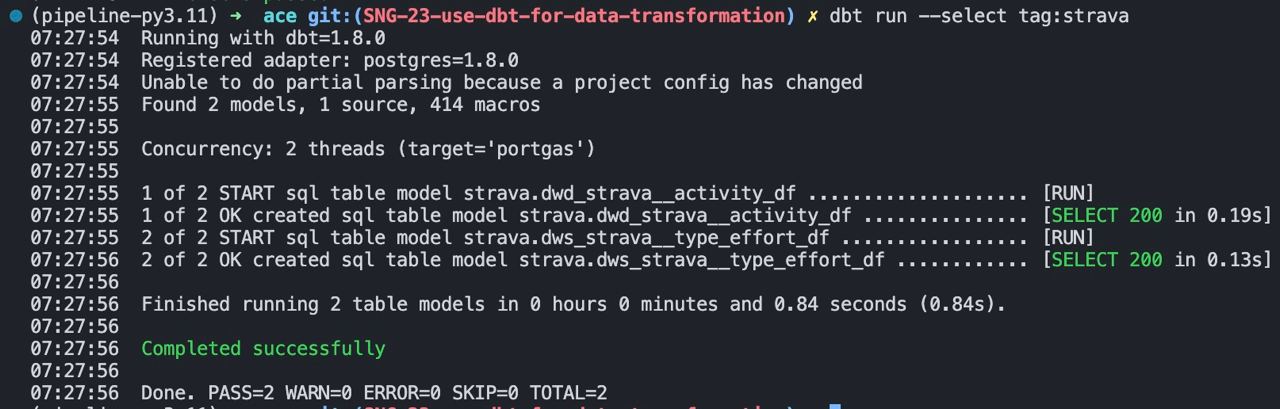 (pipeline-py3.11) → ace git:(SNG-23-use-dbt-for-data-transformation) ✗ dbt run --select tag:strava
07:27:54 Running with dbt=1.8.0
07:27:54 Registered adapter: postgres=1.8.0
07:27:54 Unable to do partial parsing because a project config has changed
07:27:55 Found 2 models, 1 source, 414 macros
07:27:55
07:27:55 Concurrency: 2 threads (target='portgas')
07:27:55
07:27:55 1 of 2 START sql table model strava.dwd_strava__activity_df .................... [RUN]
07:27:55 1 of 2 OK created sql table model strava.dwd_strava__activity_df ............... [SELECT 200 in 0.19s]
07:27:55 2 of 2 START sql table model strava.dws_strava__type_effort_df ................. [RUN]
07:27:56 2 of 2 OK created sql table model strava.dws_strava__type_effort_df ............ [SELECT 200 in 0.13s]
07:27:56
07:27:56 Finished running 2 table models in 0 hours 0 minutes and 0.84 seconds (0.84s).
07:27:56
07:27:56 Completed successfully
07:27:56
07:27:56 Done. PASS=2 WARN=0 ERROR=0 SKIP=0 TOTAL=2